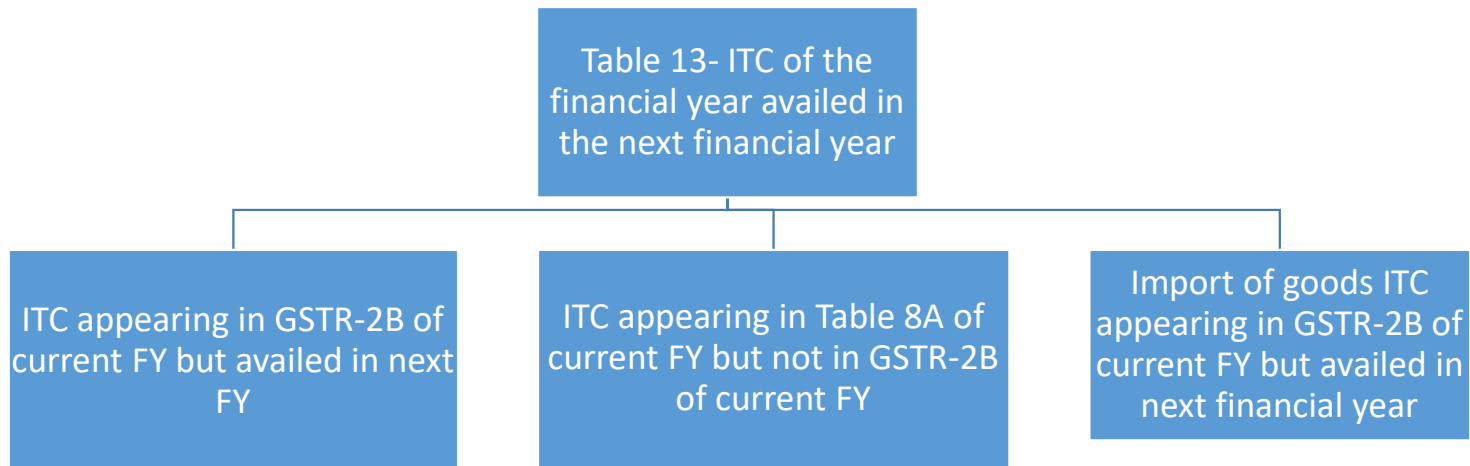 Table 13- ITC of the
financial year availed in
the next financial year
ITC appearing in GSTR-2B of
current FY but availed in next
FY
ITC appearing in Table 8A of
current FY but not in GSTR-2B
of current FY
Import of goods ITC
appearing in GSTR-2B of
current FY but availed in
next financial year